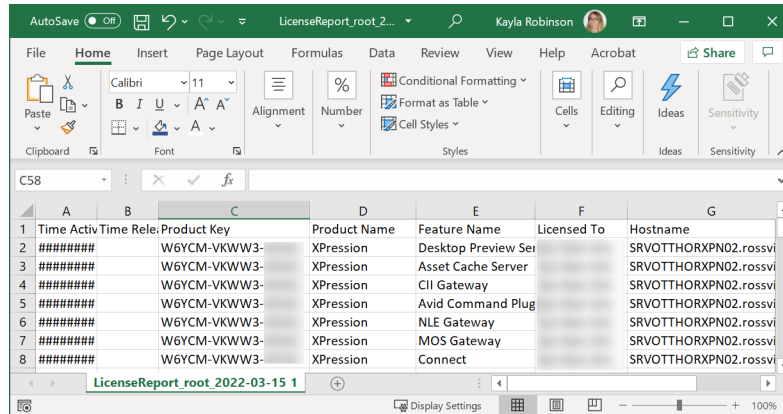 AutoSave Off LicenseReport_root_2... Kayla Robinson
File Home Insert Page Layout Formulas Data Review View Help Acrobat Share
Paste
Clipboard
Calibri 11
B I U A A
A
Font
Alignment
%
Number
Conditional Formatting
Format as Table
Cell Styles
Styles
Cells
Editing
Ideas
Ideas
Sensitivity
Sensitivity
C58 fx
A B C D E F G
1 Time Activ Time Relea Product Key Product Name Feature Name Licensed To Hostname
2 ######## W6YCM-VKWW3- XPression Desktop Preview Ser SRVOTTHORXPN02.rossvi
3 ######## W6YCM-VKWW3- XPression Asset Cache Server SRVOTTHORXPN02.rossvi
4 ######## W6YCM-VKWW3- XPression CII Gateway SRVOTTHORXPN02.rossvi
5 ######## W6YCM-VKWW3- XPression Avid Command Plug SRVOTTHORXPN02.rossvi
6 ######## W6YCM-VKWW3- XPression NLE Gateway SRVOTTHORXPN02.rossvi
7 ######## W6YCM-VKWW3- XPression MOS Gateway SRVOTTHORXPN02.rossvi
8 ######## W6YCM-VKWW3- XPression Connect SRVOTTHORXPN02.rossvi
LicenseReport_root_2022-03-15_1
Display Settings 100%